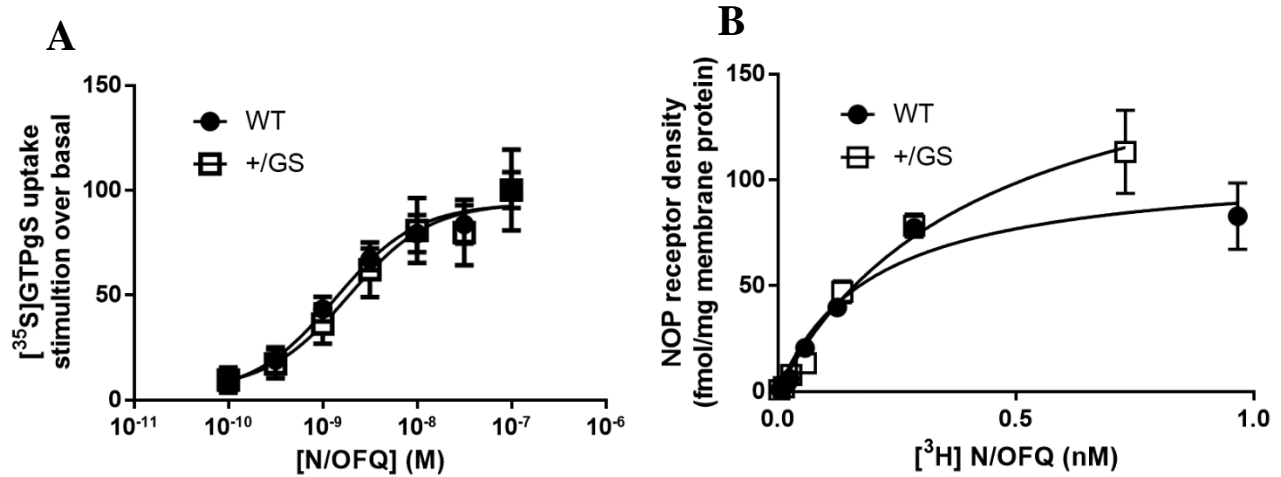 A
[³⁵S]GTPgS uptake
stimultion over basal
150
100
50
0
WT
+/GS
10⁻¹¹ 10⁻¹⁰ 10⁻⁹ 10⁻⁸ 10⁻⁷ 10⁻⁶
[N/OFQ] (M)
B
NOP receptor density
(fmol/mg membrane protein)
150
100
50
0
WT
+/GS
0.0 0.5 1.0
[³H] N/OFQ (nM)